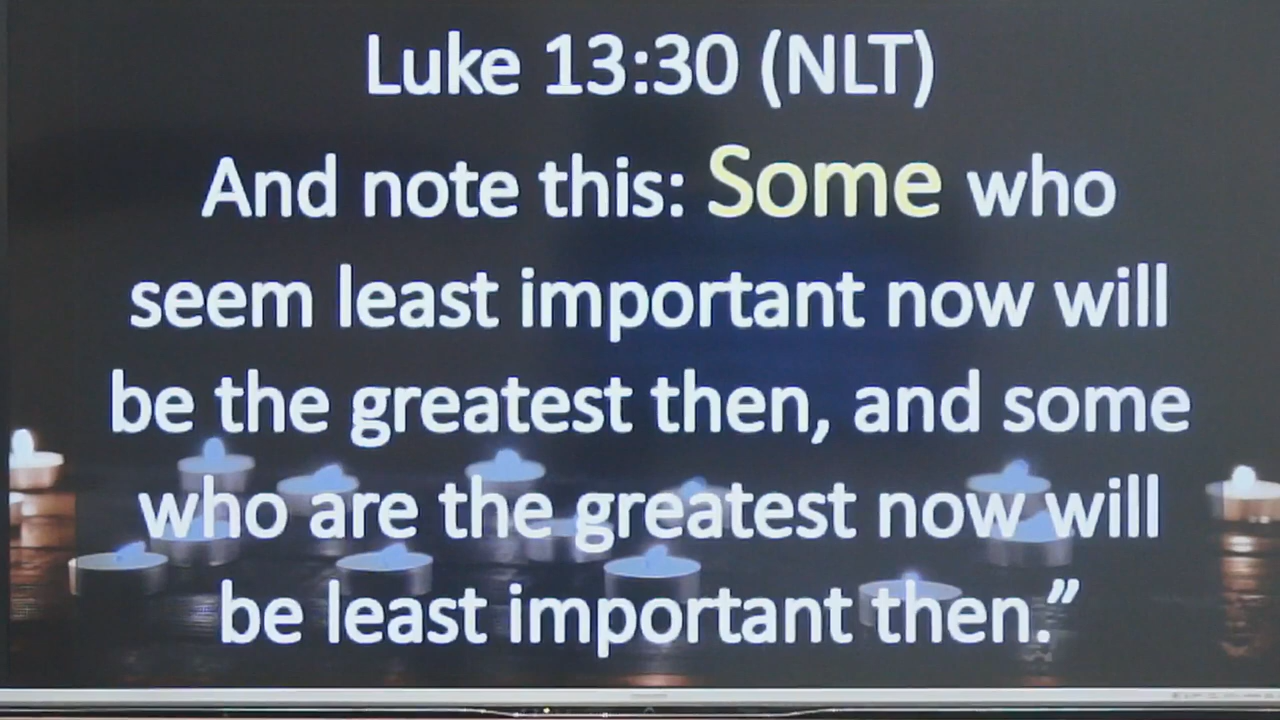 Luke 13:30 (NLT)
And note this: Some who
seem least important now will
be the greatest then, and some
who are the greatest now will
be least important then.”